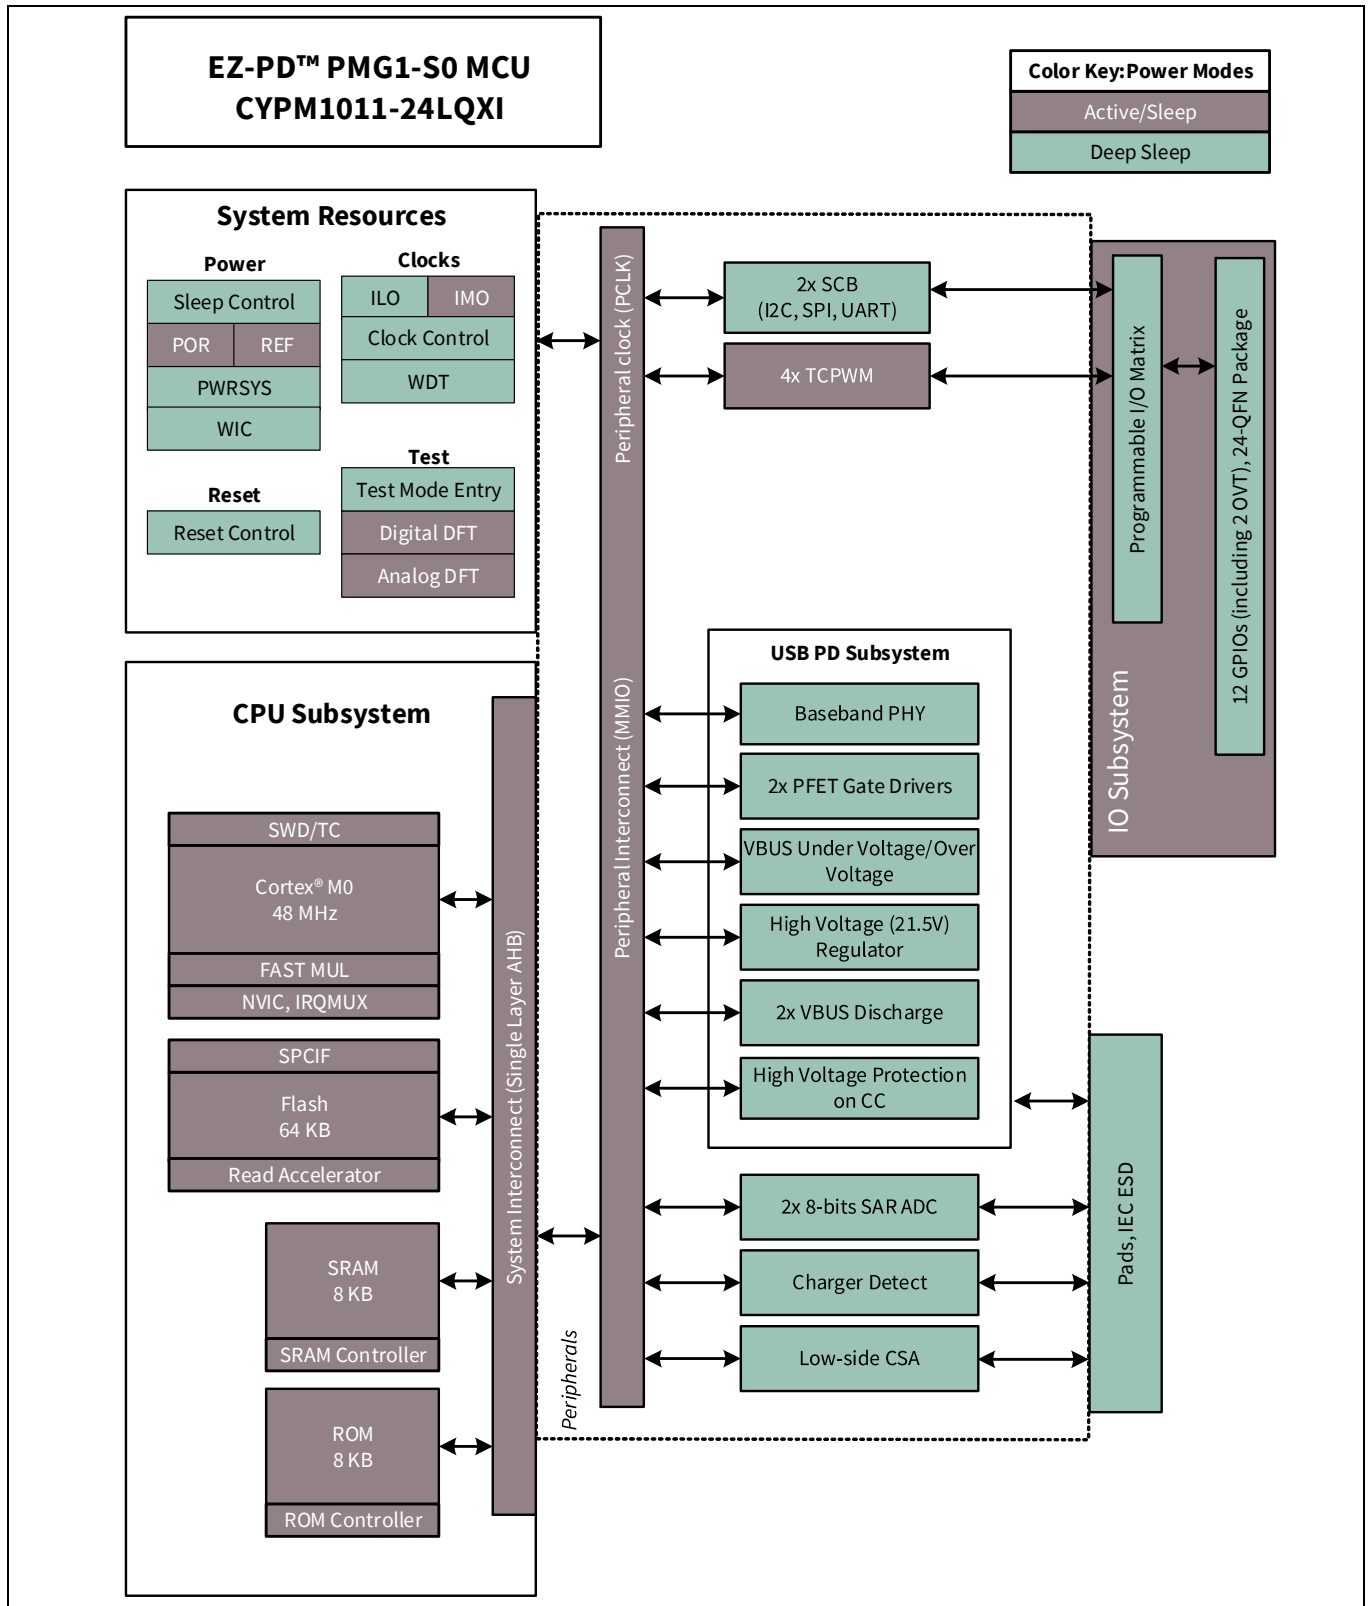 EZ-PD™ PMG1-S0 MCU
CYPM1011-24LQXI
Color Key:Power Modes
Active/Sleep
Deep Sleep
System Resources
Power
Sleep Control
POR
REF
PWRSYS
WIC
Clocks
ILO
IMO
Clock Control
WDT
Reset
Reset Control
Test
Test Mode Entry
Digital DFT
Analog DFT
CPU Subsystem
SWD/TC
Cortex® M0
48 MHz
FAST MUL
NVIC, IRQMUX
SPCIF
Flash
64 KB
Read Accelerator
SRAM
8 KB
SRAM Controller
ROM
8 KB
ROM Controller
System Interconnect (Single Layer AHB)
Peripherals
Peripheral clock (PCLK)
Peripheral Interconnect (MMIO)
2x SCB
(I2C, SPI, UART)
4x TCPWM
USB PD Subsystem
Baseband PHY
2x PFET Gate Drivers
VBUS Under Voltage/Over
Voltage
High Voltage (21.5V)
Regulator
2x VBUS Discharge
High Voltage Protection
on CC
2x 8-bits SAR ADC
Charger Detect
Low-side CSA
IO Subsystem
Programmable I/O Matrix
12 GPIOs (including 2 OVT), 24-QFN Package
Pads, IEC ESD